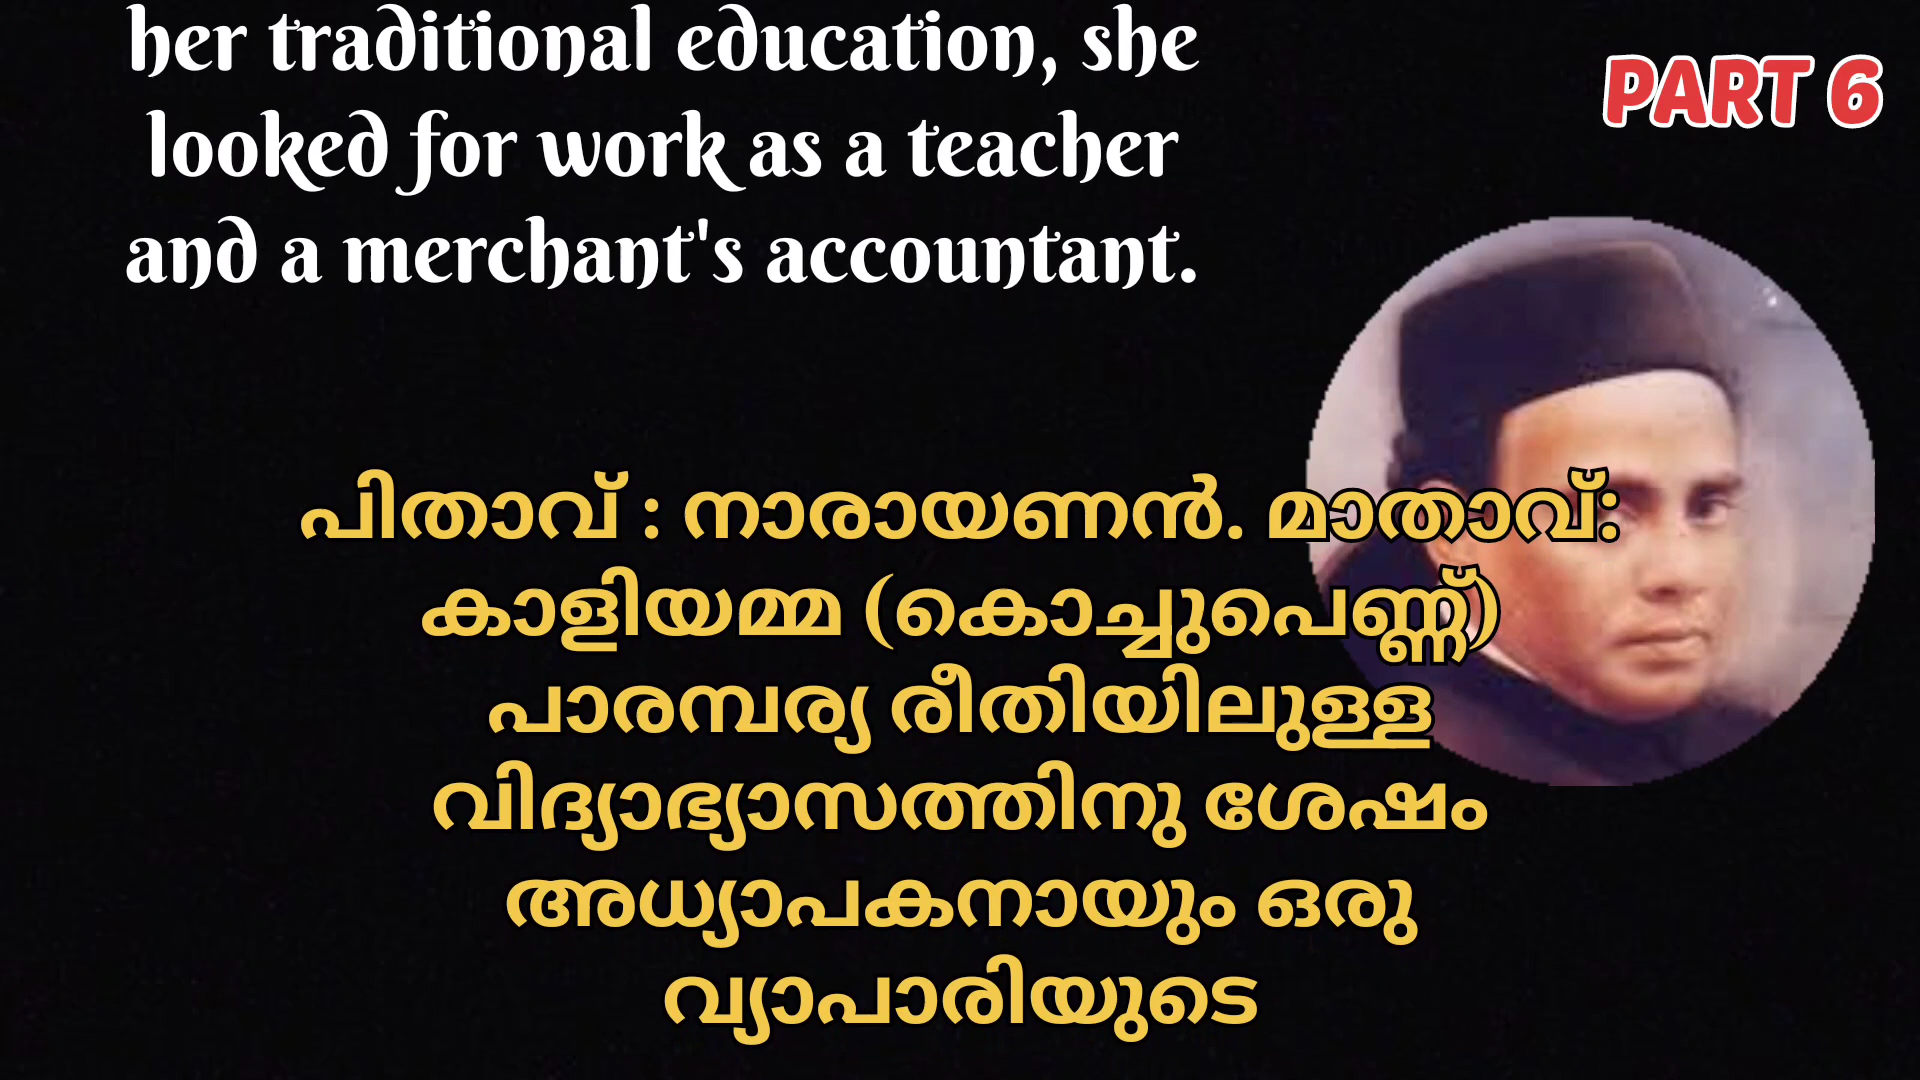 her traditional education, she
looked for work as a teacher
and a merchant's accountant.
PART 6
പിതാവ് : നാരായണൻ. മാതാവ്:
കാളിയമ്മ (കൊച്ചുപെണ്ണ്)
പാരമ്പര്യ രീതിയിലുള്ള
വിദ്യാഭ്യാസത്തിനു ശേഷം
അധ്യാപകനായും ഒരു
വ്യാപാരിയുടെ